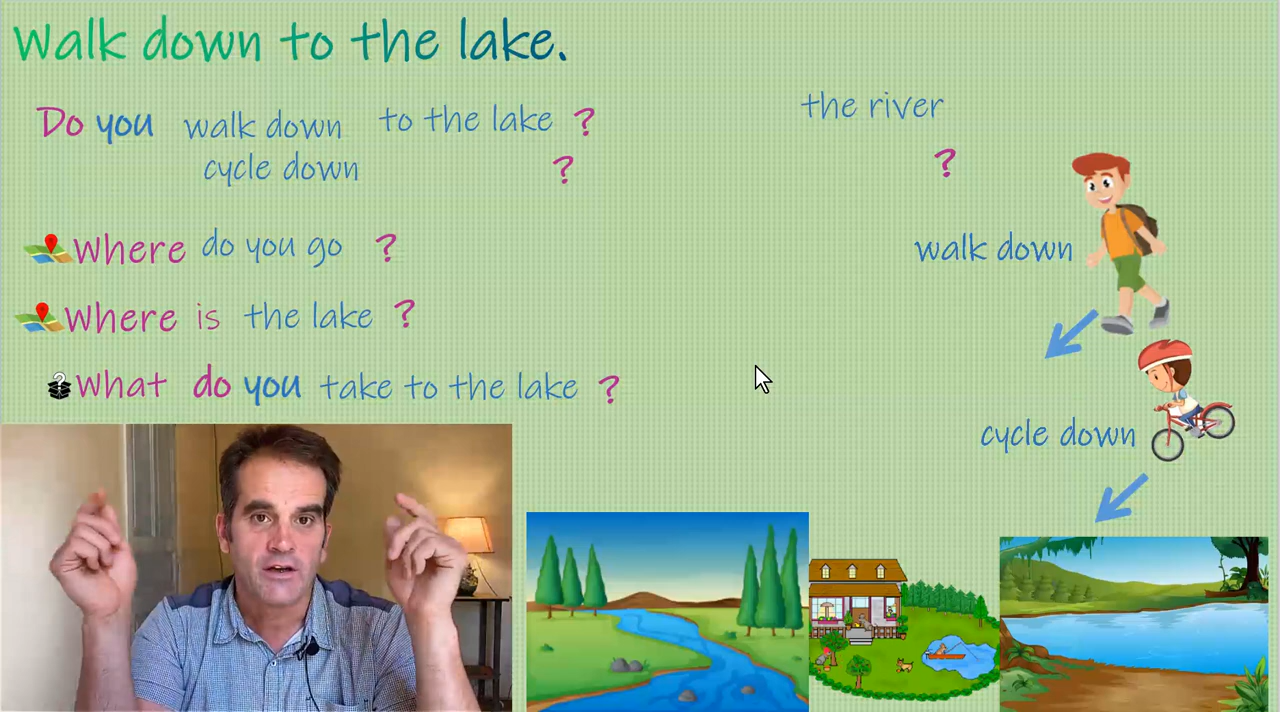 Walk down to the lake.
Do you walk down to the lake ?
cycle down ?
the river
?
Where do you go ?
walk down
Where is the lake ?
What do you take to the lake ?
cycle down